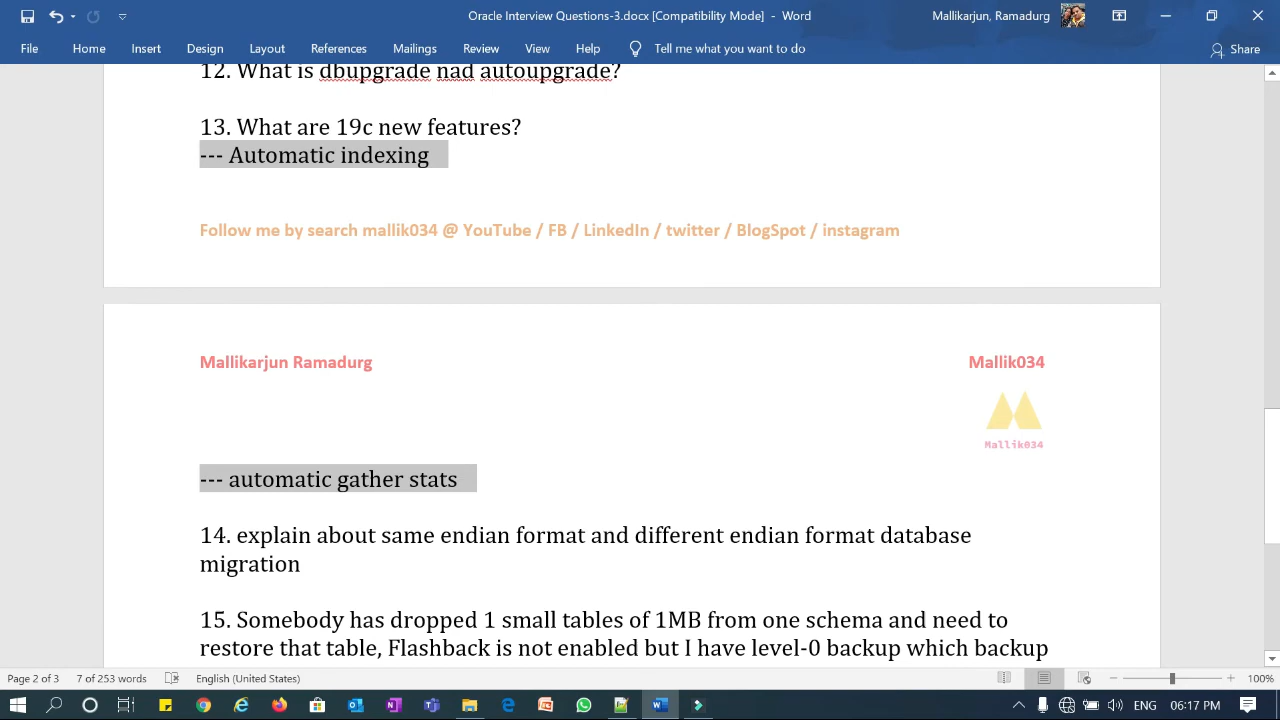 Oracle Interview Questions-3.docx [Compatibility Mode] - Word
Mallikarjun, Ramadurg
File Home Insert Design Layout References Mailings Review View Help Tell me what you want to do Share
12. What is dbupgrade nad autoupgrade?
13. What are 19c new features?
--- Automatic indexing
Follow me by search mallik034 @ YouTube / FB / LinkedIn / twitter / BlogSpot / instagram
Mallikarjun Ramadurg Mallik034
Mallik034
--- automatic gather stats
14. explain about same endian format and different endian format database
migration
15. Somebody has dropped 1 small tables of 1MB from one schema and need to
restore that table, Flashback is not enabled but I have level-0 backup which backup
Page 2 of 3 7 of 253 words English (United States) 100%
ENG 06:17 PM